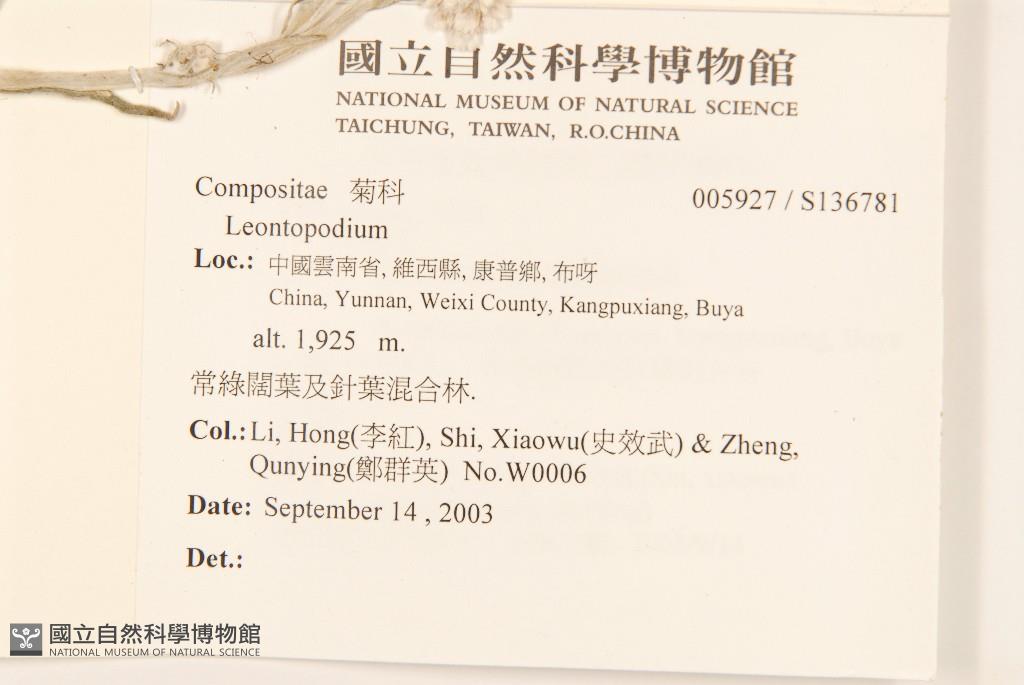 國立自然科學博物館
NATIONAL MUSEUM OF NATURAL SCIENCE
TAICHUNG, TAIWAN, R.O.CHINA
Compositae 菊科 005927 / S136781
Leontopodium
Loc.: 中國雲南省, 維西縣, 康普鄉, 布呀
China, Yunnan, Weixi County, Kangpuxiang, Buya
alt. 1,925 m.
常綠闊葉及針葉混合林.
Col.: Li, Hong(李紅), Shi, Xiaowu(史效武) & Zheng,
Qunying(鄭群英) No.W0006
Date: September 14 , 2003
Det.:
國立自然科學博物館
NATIONAL MUSEUM OF NATURAL SCIENCE